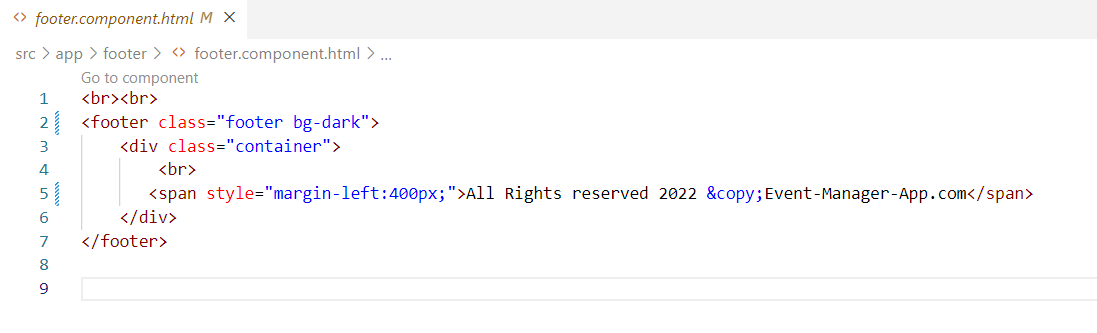 footer.component.html M
src > app > footer > footer.component.html > ...
Go to component
1 <br><br>
2 <footer class="footer bg-dark">
3     <div class="container">
4         <br>
5        <span style="margin-left:400px;">All Rights reserved 2022 &copy;Event-Manager-App.com</span>
6     </div>
7 </footer>
8
9